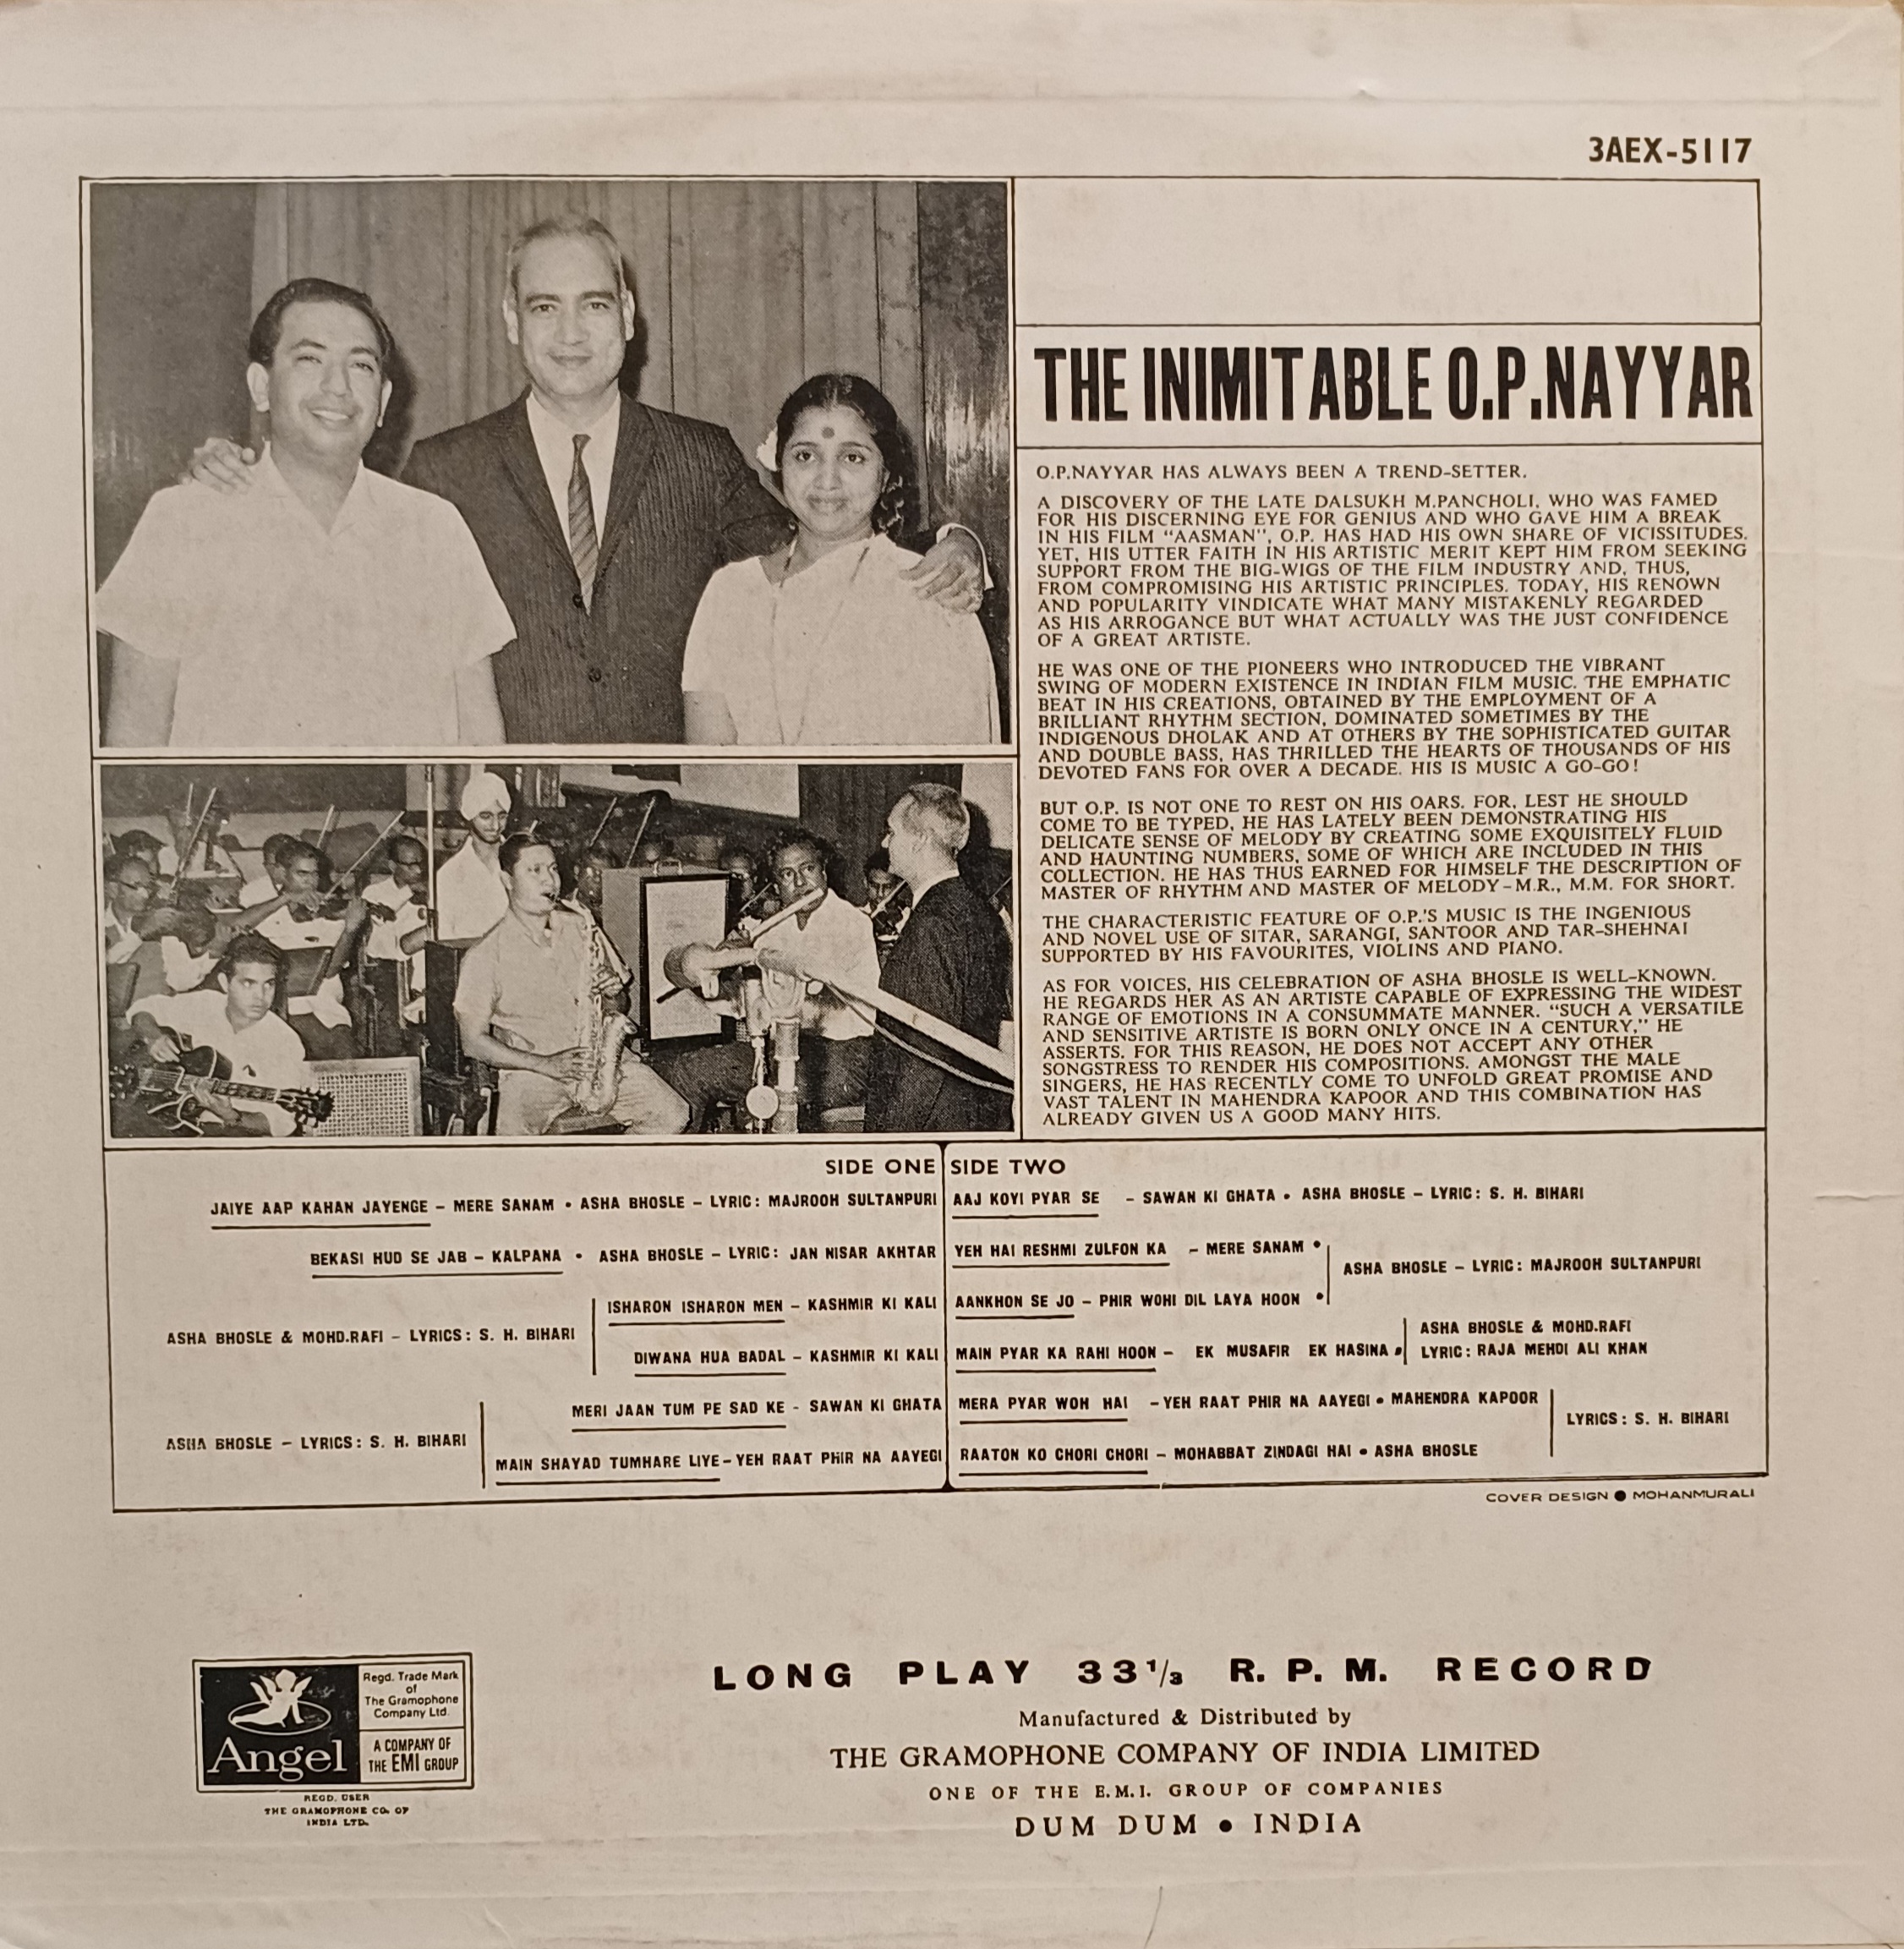 3AEX-5117
THE INIMITABLE O.P.NAYYAR
O.P.NAYYAR HAS ALWAYS BEEN A TREND-SETTER.
A DISCOVERY OF THE LATE DALSUKH M.PANCHOLI, WHO WAS FAMED
FOR HIS DISCERNING EYE FOR GENIUS AND WHO GAVE HIM A BREAK
IN HIS FILM "AASMAN", O.P. HAS HAD HIS OWN SHARE OF VICISSITUDES.
YET, HIS UTTER FAITH IN HIS ARTISTIC MERIT KEPT HIM FROM SEEKING
SUPPORT FROM THE BIG-WIGS OF THE FILM INDUSTRY AND, THUS,
FROM COMPROMISING HIS ARTISTIC PRINCIPLES. TODAY, HIS RENOWN
AND POPULARITY VINDICATE WHAT MANY MISTAKENLY REGARDED
AS HIS ARROGANCE BUT WHAT ACTUALLY WAS THE JUST CONFIDENCE
OF A GREAT ARTISTE.
HE WAS ONE OF THE PIONEERS WHO INTRODUCED THE VIBRANT
SWING OF MODERN EXISTENCE IN INDIAN FILM MUSIC. THE EMPHATIC
BEAT IN HIS CREATIONS, OBTAINED BY THE EMPLOYMENT OF A
BRILLIANT RHYTHM SECTION, DOMINATED SOMETIMES BY THE
INDIGENOUS DHOLAK AND AT OTHERS BY THE SOPHISTICATED GUITAR
AND DOUBLE BASS, HAS THRILLED THE HEARTS OF THOUSANDS OF HIS
DEVOTED FANS FOR OVER A DECADE. HIS IS MUSIC A GO-GO!
BUT O.P. IS NOT ONE TO REST ON HIS OARS. FOR, LEST HE SHOULD
COME TO BE TYPED, HE HAS LATELY BEEN DEMONSTRATING HIS
DELICATE SENSE OF MELODY BY CREATING SOME EXQUISITELY FLUID
AND HAUNTING NUMBERS, SOME OF WHICH ARE INCLUDED IN THIS
COLLECTION. HE HAS THUS EARNED FOR HIMSELF THE DESCRIPTION OF
MASTER OF RHYTHM AND MASTER OF MELODY-M.R., M.M. FOR SHORT.
THE CHARACTERISTIC FEATURE OF O.P.'S MUSIC IS THE INGENIOUS
AND NOVEL USE OF SITAR, SARANGI, SANTOOR AND TAR-SHEHNAI
SUPPORTED BY HIS FAVOURITES, VIOLINS AND PIANO.
AS FOR VOICES, HIS CELEBRATION OF ASHA BHOSLE IS WELL-KNOWN.
HE REGARDS HER AS AN ARTISTE CAPABLE OF EXPRESSING THE WIDEST
RANGE OF EMOTIONS IN A CONSUMMATE MANNER. "SUCH A VERSATILE
AND SENSITIVE ARTISTE IS BORN ONLY ONCE IN A CENTURY," HE
ASSERTS. FOR THIS REASON, HE DOES NOT ACCEPT ANY OTHER
SONGSTRESS TO RENDER HIS COMPOSITIONS. AMONGST THE MALE
SINGERS, HE HAS RECENTLY COME TO UNFOLD GREAT PROMISE AND
VAST TALENT IN MAHENDRA KAPOOR AND THIS COMBINATION HAS
ALREADY GIVEN US A GOOD MANY HITS.
SIDE ONE
JAIYE AAP KAHAN JAYENGE – MERE SANAM • ASHA BHOSLE – LYRIC: MAJROOH SULTANPURI
BEKASI HUD SE JAB – KALPANA • ASHA BHOSLE – LYRIC: JAN NISAR AKHTAR
ISHARON ISHARON MEN – KASHMIR KI KALI
ASHA BHOSLE & MOHD.RAFI – LYRICS: S. H. BIHARI
DIWANA HUA BADAL – KASHMIR KI KALI
MERI JAAN TUM PE SAD KE - SAWAN KI GHATA
ASHA BHOSLE – LYRICS: S. H. BIHARI
MAIN SHAYAD TUMHARE LIYE – YEH RAAT PHIR NA AAYEGI
SIDE TWO
AAJ KOYI PYAR SE – SAWAN KI GHATA • ASHA BHOSLE – LYRIC: S. H. BIHARI
YEH HAI RESHMI ZULFON KA – MERE SANAM •
ASHA BHOSLE – LYRIC: MAJROOH SULTANPURI
AANKHON SE JO – PHIR WOHI DIL LAYA HOON •
ASHA BHOSLE & MOHD.RAFI
MAIN PYAR KA RAHI HOON – EK MUSAFIR EK HASINA •
LYRIC: RAJA MEHDI ALI KHAN
MERA PYAR WOH HAI – YEH RAAT PHIR NA AAYEGI • MAHENDRA KAPOOR
LYRICS: S. H. BIHARI
RAATON KO CHORI CHORI – MOHABBAT ZINDAGI HAI • ASHA BHOSLE
COVER DESIGN ● MOHANMURALI
Angel
Regd. Trade Mark
of
The Gramophone
Company Ltd.
A COMPANY OF
THE EMI GROUP
REGD. USER
THE GRAMOPHONE CO. OF
INDIA LTD.
LONG PLAY 33 1/3 R. P. M. RECORD
Manufactured & Distributed by
THE GRAMOPHONE COMPANY OF INDIA LIMITED
ONE OF THE E.M.I. GROUP OF COMPANIES
DUM DUM • INDIA